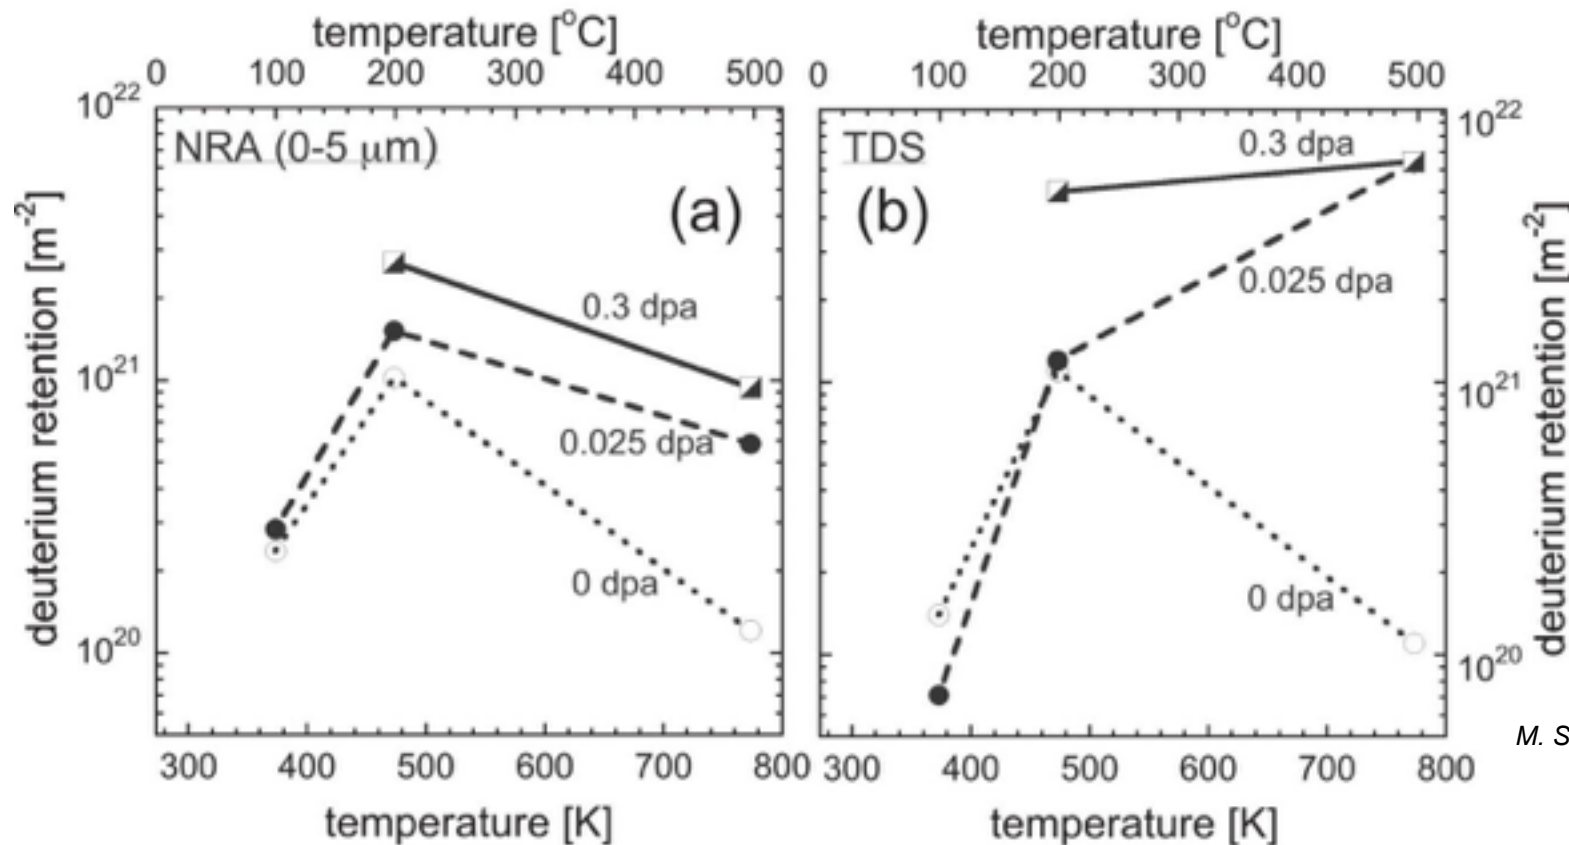 temperature [°C]
0 100 200 300 400 500
10²²
NRA (0-5 μm)
(a)
0.3 dpa
10²¹
0.025 dpa
0 dpa
10²⁰
deuterium retention [m⁻²]
300 400 500 600 700 800
temperature [K]
temperature [°C]
0 100 200 300 400 500
10²²
TDS
0.3 dpa
(b)
0.025 dpa
10²¹
0 dpa
10²⁰
deuterium retention [m⁻²]
300 400 500 600 700 800
temperature [K]
M. S